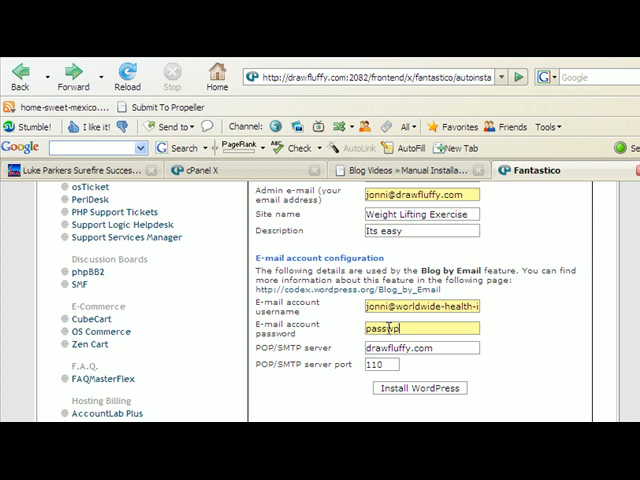 Back
Forward
Reload
Stop
Home
http://drawfluffy.com:2082/frontend/x/fantastico/autoinsta
Google
home-sweet-mexico....
Submit To Propeller
Stumble!
I like it!
Send to
Channel:
All
Favorites
Friends
Tools
Google
Search
PageRank
Check
AutoLink
AutoFill
New Tab
Se
Luke Parkers Surefire Succes...
cPanel X
Blog Videos » Manual Installa...
Fantastico
osTicket
PerlDesk
PHP Support Tickets
Support Logic Helpdesk
Support Services Manager
Discussion Boards
phpBB2
SMF
E-Commerce
CubeCart
OS Commerce
Zen Cart
F.A.Q.
FAQMasterFlex
Hosting Billing
AccountLab Plus
Admin e-mail (your
email address)
jonni@drawfluffy.com
Site name
Weight Lifting Exercise
Description
Its easy
E-mail account configuration
The following details are used by the Blog by Email feature. You can find
more information about this feature in the following page:
http://codex.wordpress.org/Blog_by_Email
E-mail account
username
jonni@worldwide-health-i
E-mail account
password
passwp
POP/SMTP server
drawfluffy.com
POP/SMTP server port
110
Install WordPress